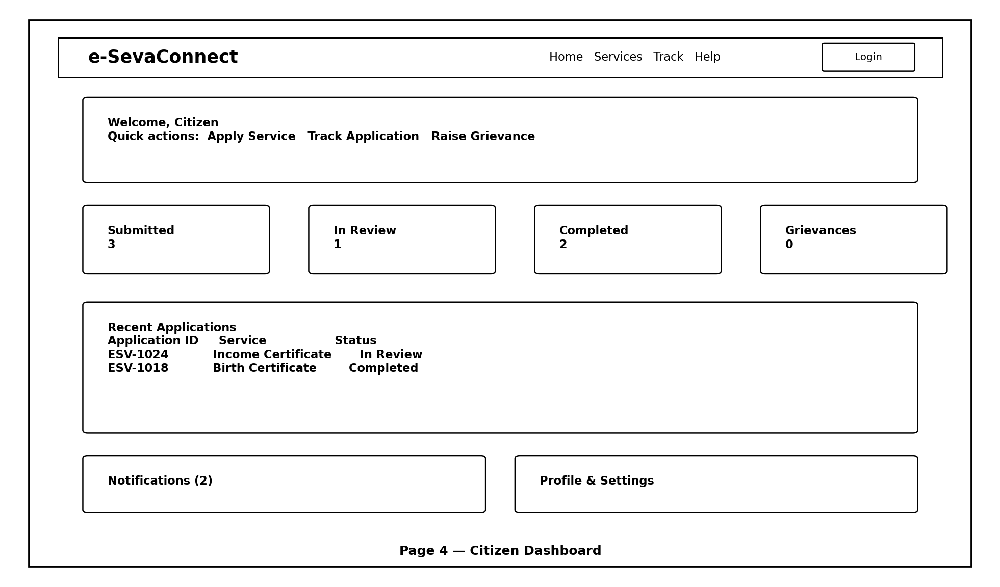 e-SevaConnect
Home Services Track Help
Login
Welcome, Citizen
Quick actions: Apply Service Track Application Raise Grievance
Submitted
3
In Review
1
Completed
2
Grievances
0
Recent Applications
Application ID Service Status
ESV-1024 Income Certificate In Review
ESV-1018 Birth Certificate Completed
Notifications (2)
Profile & Settings
Page 4 — Citizen Dashboard